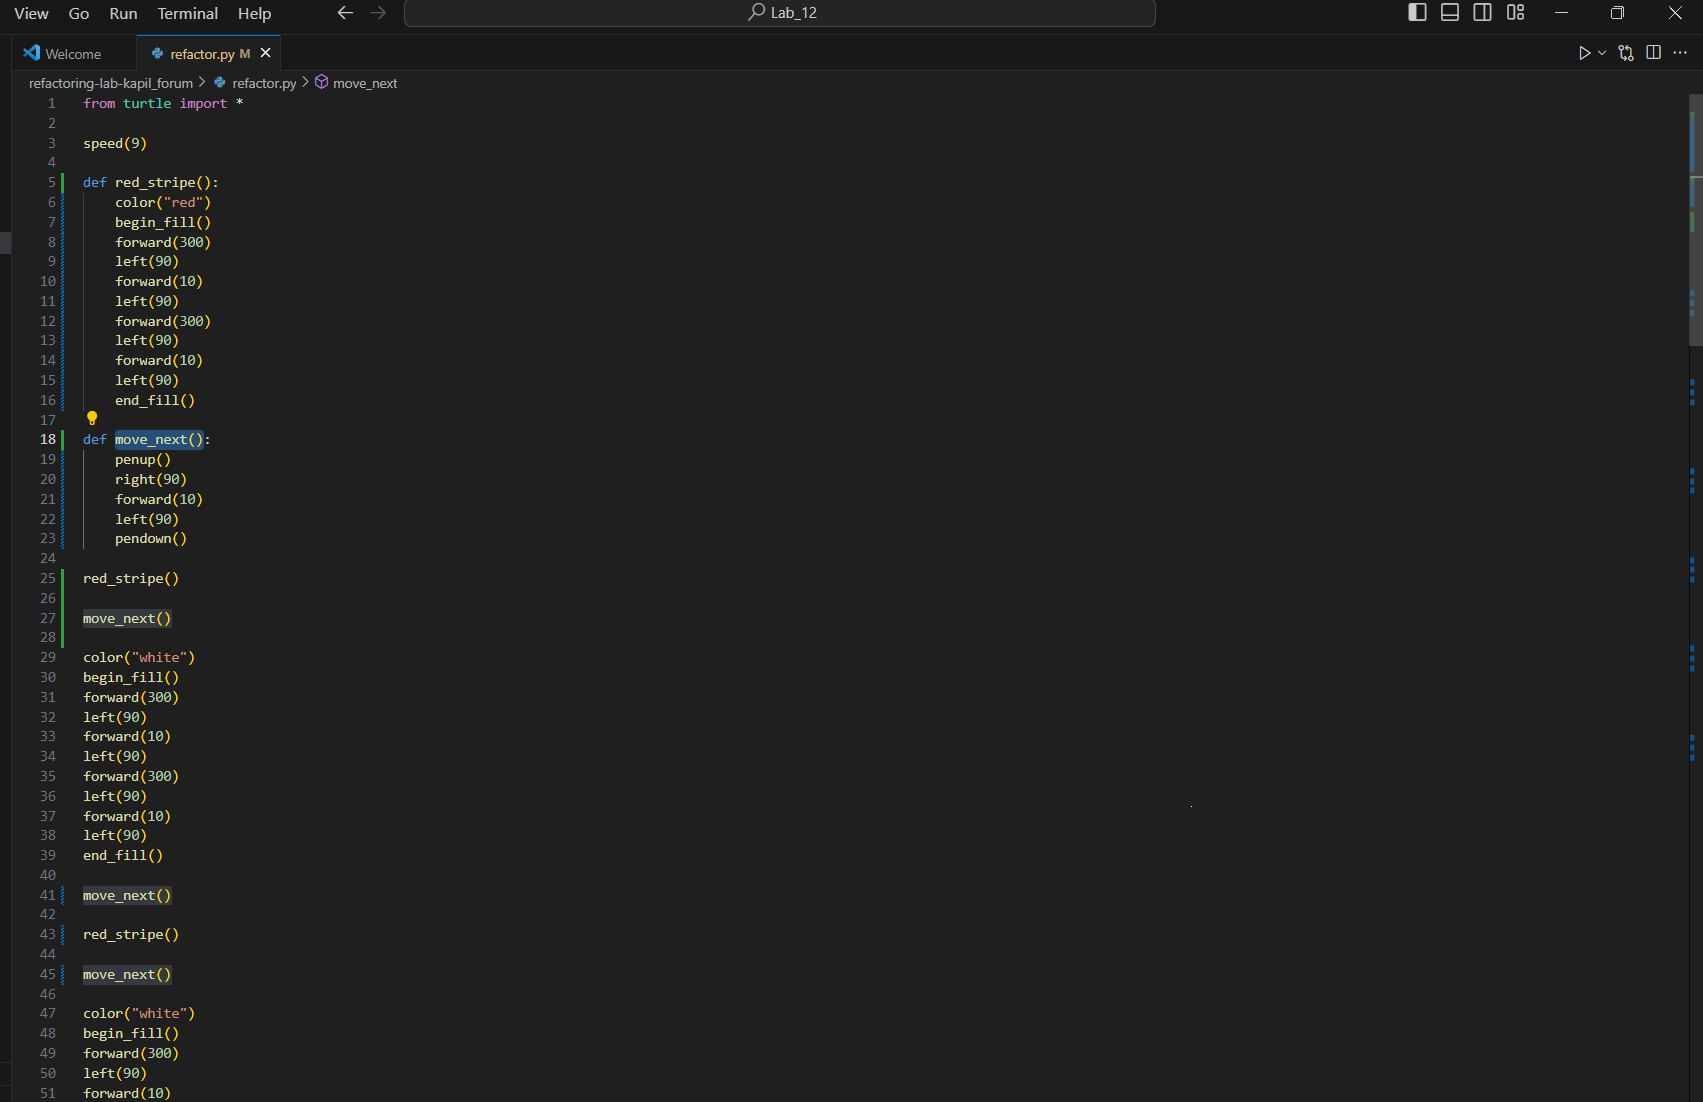 View Go Run Terminal Help Lab_12
Welcome refactor.py M
refactoring-lab-kapil_forum > refactor.py > move_next
1 from turtle import *
2
3 speed(9)
4
5 def red_stripe():
6 color("red")
7 begin_fill()
8 forward(300)
9 left(90)
10 forward(10)
11 left(90)
12 forward(300)
13 left(90)
14 forward(10)
15 left(90)
16 end_fill()
17
18 def move_next():
19 penup()
20 right(90)
21 forward(10)
22 left(90)
23 pendown()
24
25 red_stripe()
26
27 move_next()
28
29 color("white")
30 begin_fill()
31 forward(300)
32 left(90)
33 forward(10)
34 left(90)
35 forward(300)
36 left(90)
37 forward(10)
38 left(90)
39 end_fill()
40
41 move_next()
42
43 red_stripe()
44
45 move_next()
46
47 color("white")
48 begin_fill()
49 forward(300)
50 left(90)
51 forward(10)